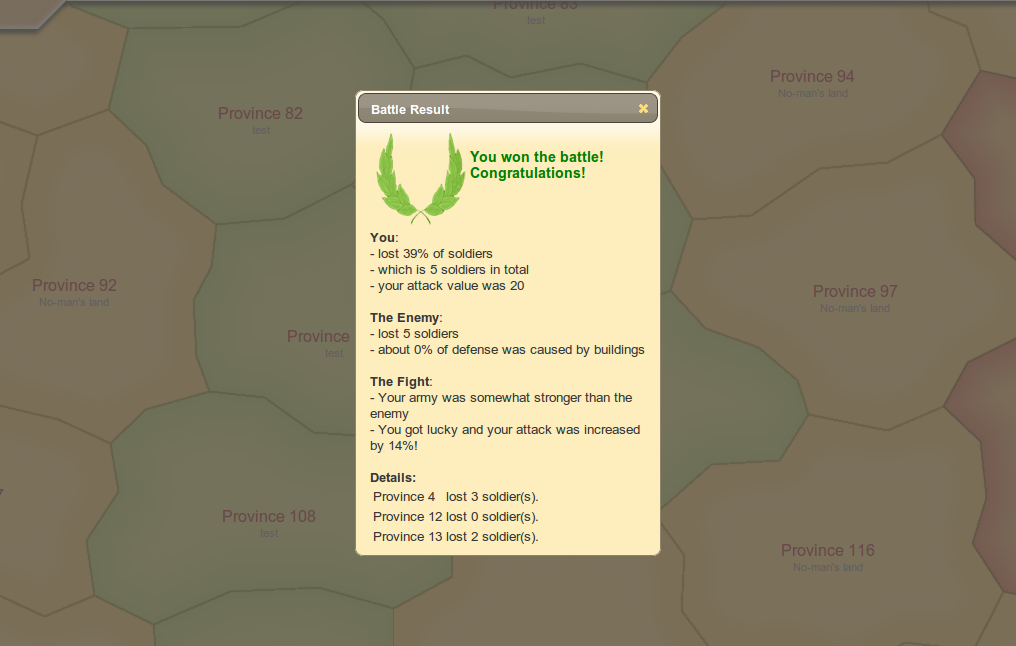 Province 83
test
Province 94
No-man's land
Province 82
test
Battle Result
You won the battle!
Congratulations!
You:
- lost 39% of soldiers
- which is 5 soldiers in total
- your attack value was 20
The Enemy:
- lost 5 soldiers
- about 0% of defense was caused by buildings
The Fight:
- Your army was somewhat stronger than the
enemy
- You got lucky and your attack was increased
by 14%!
Details:
Province 4 lost 3 soldier(s).
Province 12 lost 0 soldier(s).
Province 13 lost 2 soldier(s).
Province 92
No-man's land
Province 97
No-man's land
Province
test
Province 108
test
Province 116
No-man's land